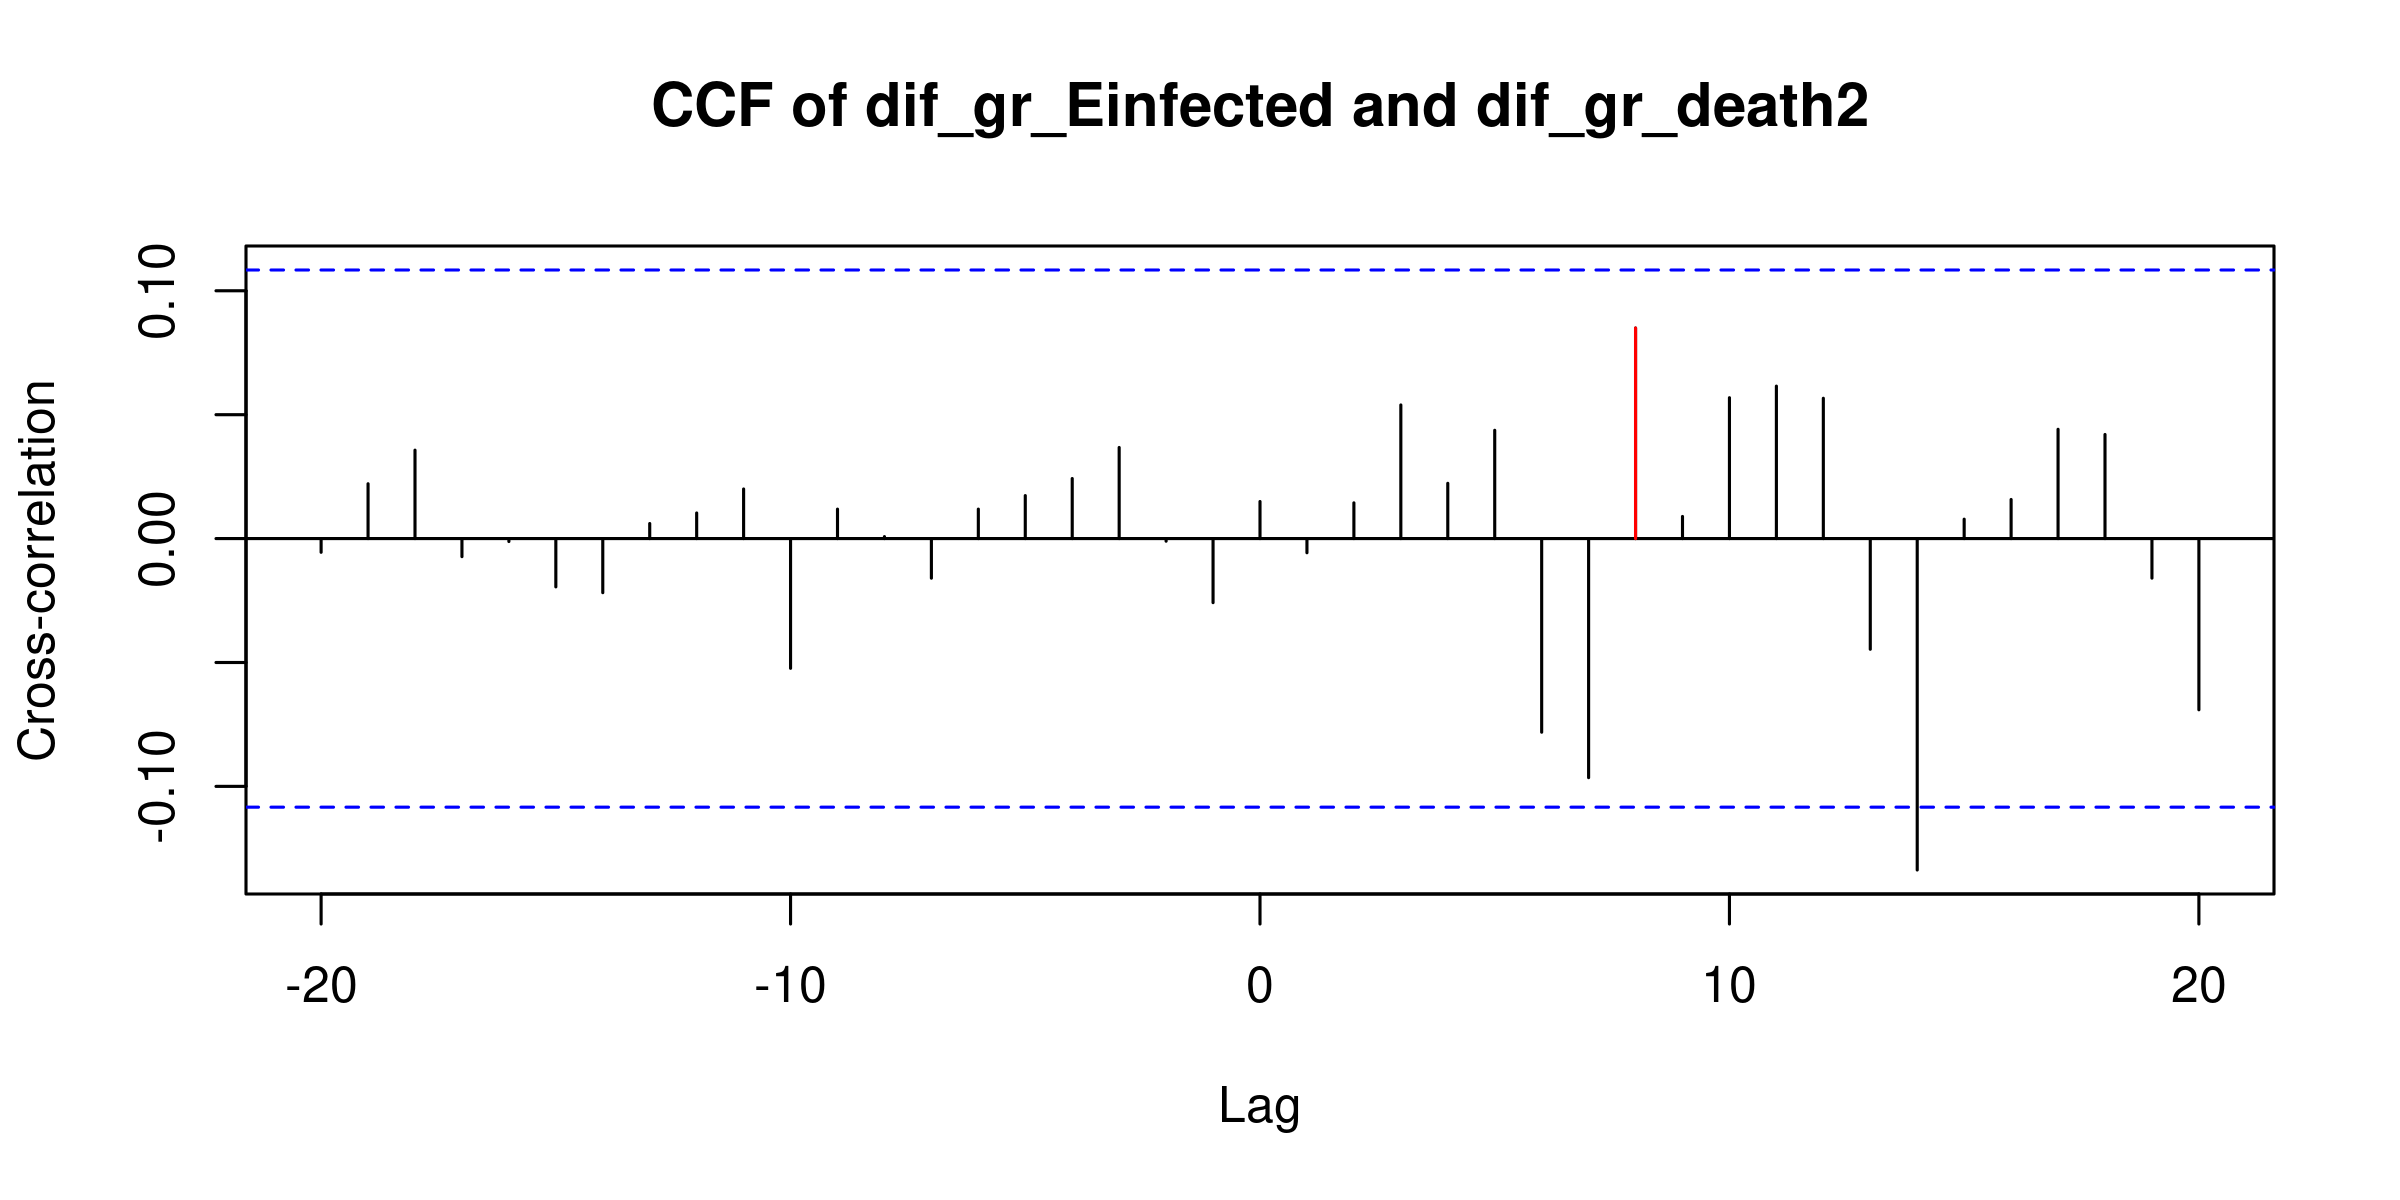 CCF of dif_gr_Einfected and dif_gr_death2
Cross-correlation
0.10
0.00
-0.10
-20 -10 0 10 20
Lag